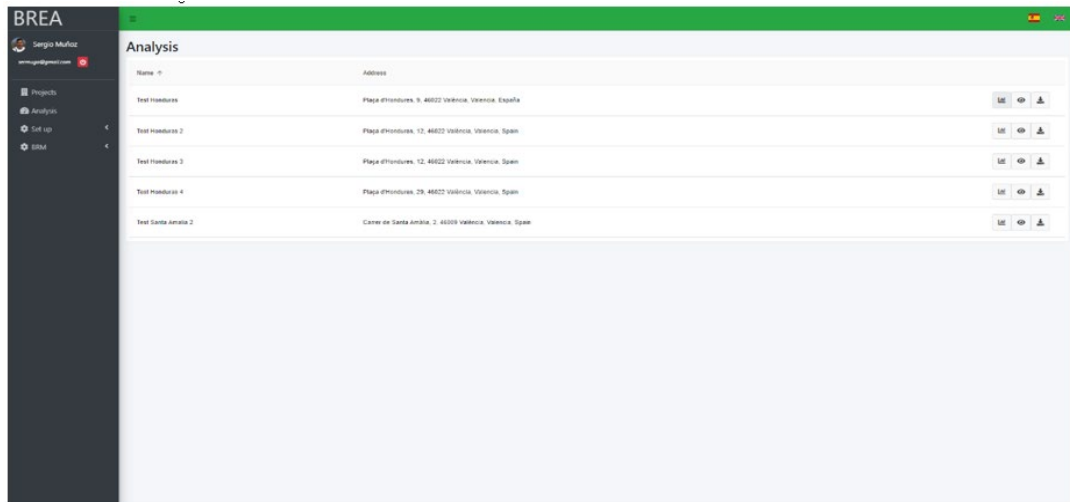 BREA
Sergio Muñoz
Analysis
Name ↑ Address
Projects
Analysis
Set up
BRM
Test Honduras Plaça d'Honduras, 9, 46022 València, Valencia, España
Test Honduras 2 Plaça d'Honduras, 12, 46022 València, Valencia, Spain
Test Honduras 3 Plaça d'Honduras, 12, 46022 València, Valencia, Spain
Test Honduras 4 Plaça d'Honduras, 29, 46022 València, Valencia, Spain
Test Santa Amalia 2 Carrer de Santa Amàlia, 2, 46009 València, Valencia, Spain